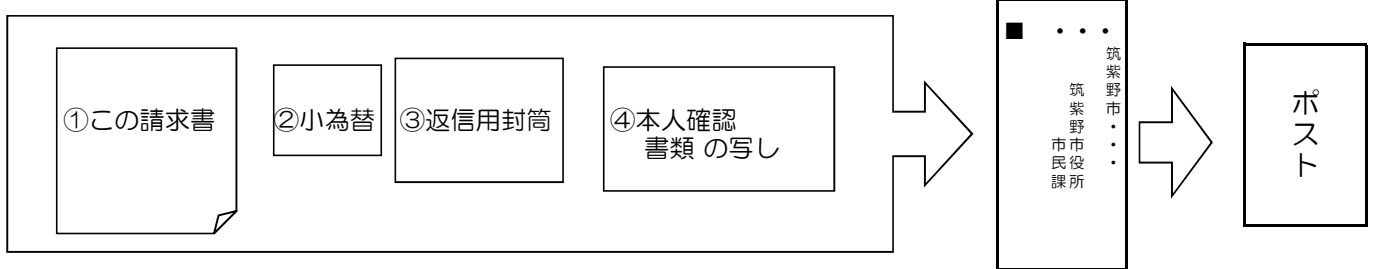 ①この請求書
②小為替
③返信用封筒
④本人確認
書類 の写し
■ ・・・
筑紫野市・・・
筑紫野市役所
市民課
ポスト